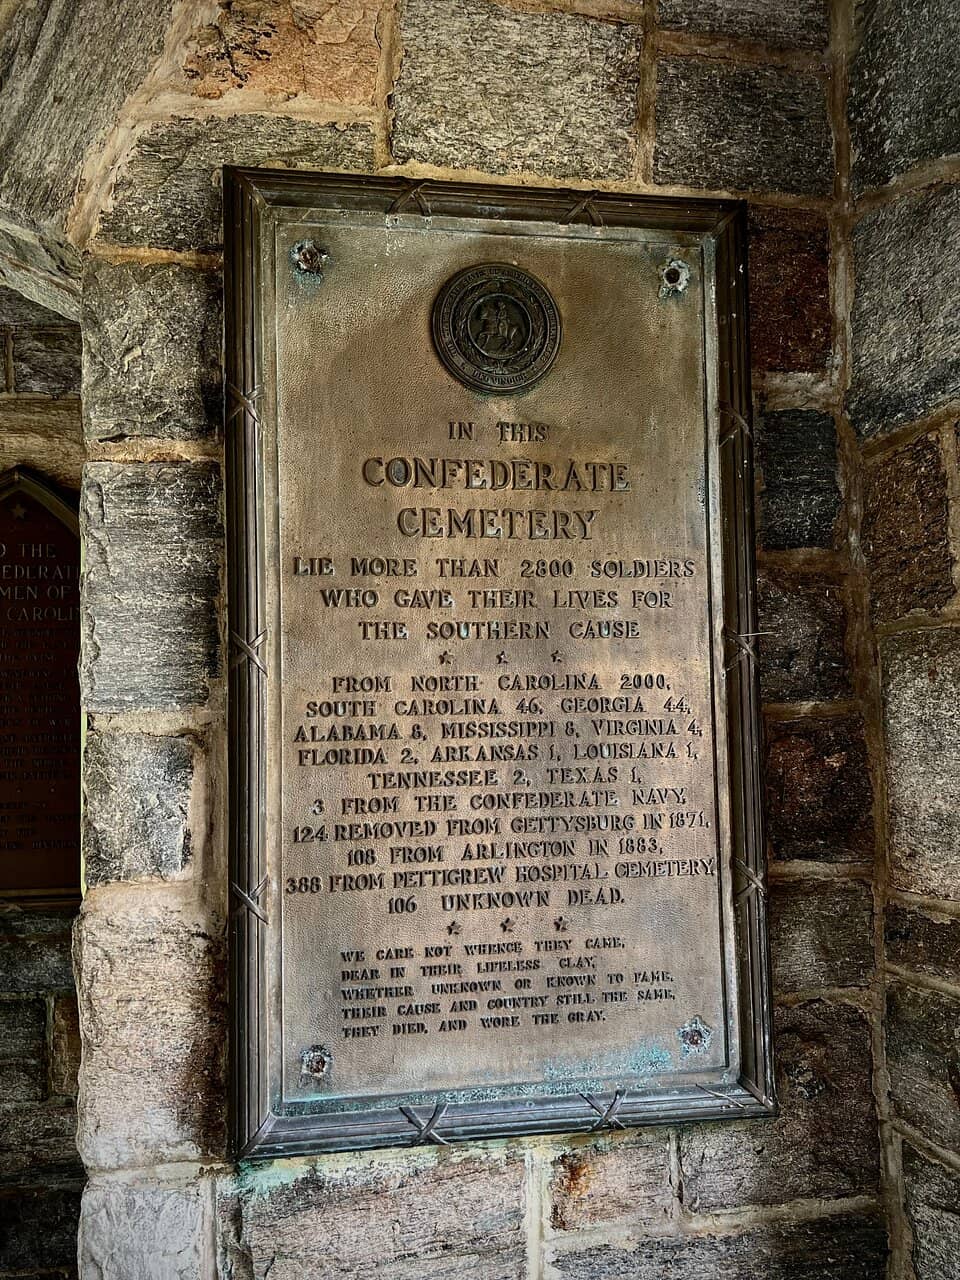 IN THIS
CONFEDERATE
CEMETERY
LIE MORE THAN 2800 SOLDIERS
WHO GAVE THEIR LIVES FOR
THE SOUTHERN CAUSE
FROM NORTH CAROLINA 2000,
SOUTH CAROLINA 46, GEORGIA 44,
ALABAMA 8, MISSISSIPPI 8, VIRGINIA 4,
FLORIDA 2, ARKANSAS 1, LOUISIANA 1,
TENNESSEE 2, TEXAS 1,
3 FROM THE CONFEDERATE NAVY,
124 REMOVED FROM GETTYSBURG IN 1871,
108 FROM ARLINGTON IN 1883,
388 FROM PETTIGREW HOSPITAL CEMETERY
106 UNKNOWN DEAD.
WE CARE NOT WHENCE THEY CAME,
DEAR IN THEIR LIFELESS CLAY,
WHETHER UNKNOWN OR KNOWN TO FAME,
THEIR CAUSE AND COUNTRY STILL THE SAME,
THEY DIED, AND WORE THE GRAY.
THE
MEN OF